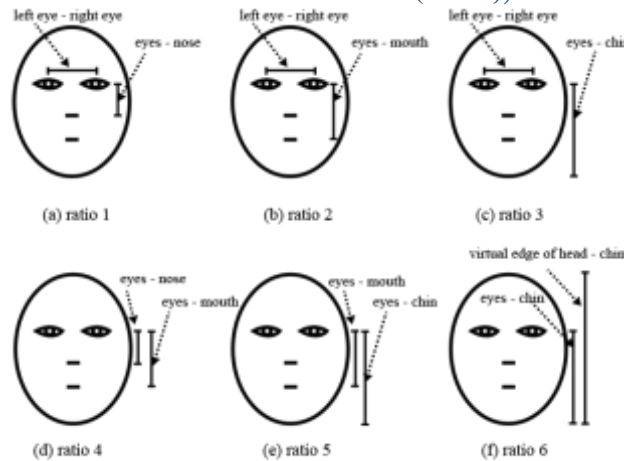 left eye - right eye
eyes - nose
(a) ratio 1
left eye - right eye
eyes - mouth
(b) ratio 2
left eye - right eye
eyes - chin
(c) ratio 3
eyes - nose
eyes - mouth
(d) ratio 4
eyes - mouth
eyes - chin
(e) ratio 5
virtual edge of head - chin
eyes - chin
(f) ratio 6